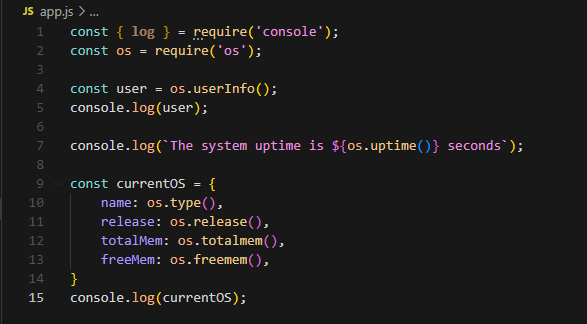 JS app.js > ...
1 const { log } = require('console');
2 const os = require('os');
3
4 const user = os.userInfo();
5 console.log(user);
6
7 console.log(`The system uptime is ${os.uptime()} seconds`);
8
9 const currentOS = {
10     name: os.type(),
11     release: os.release(),
12     totalMem: os.totalmem(),
13     freeMem: os.freemem(),
14 }
15 console.log(currentOS);